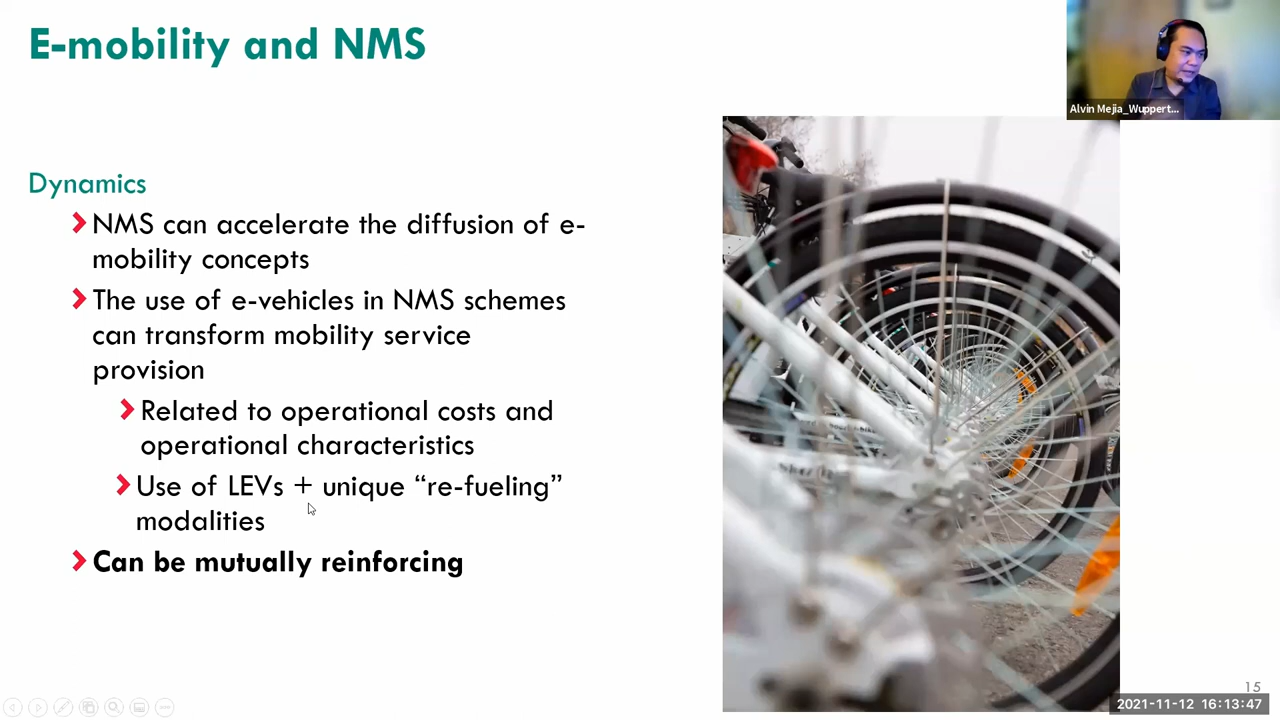 E-mobility and NMS
Alvin Mejia_Wuppert...
Dynamics
NMS can accelerate the diffusion of e-
mobility concepts
The use of e-vehicles in NMS schemes
can transform mobility service
provision
Related to operational costs and
operational characteristics
Use of LEVs + unique “re-fueling”
modalities
Can be mutually reinforcing
15
2021-11-12 16:13:47